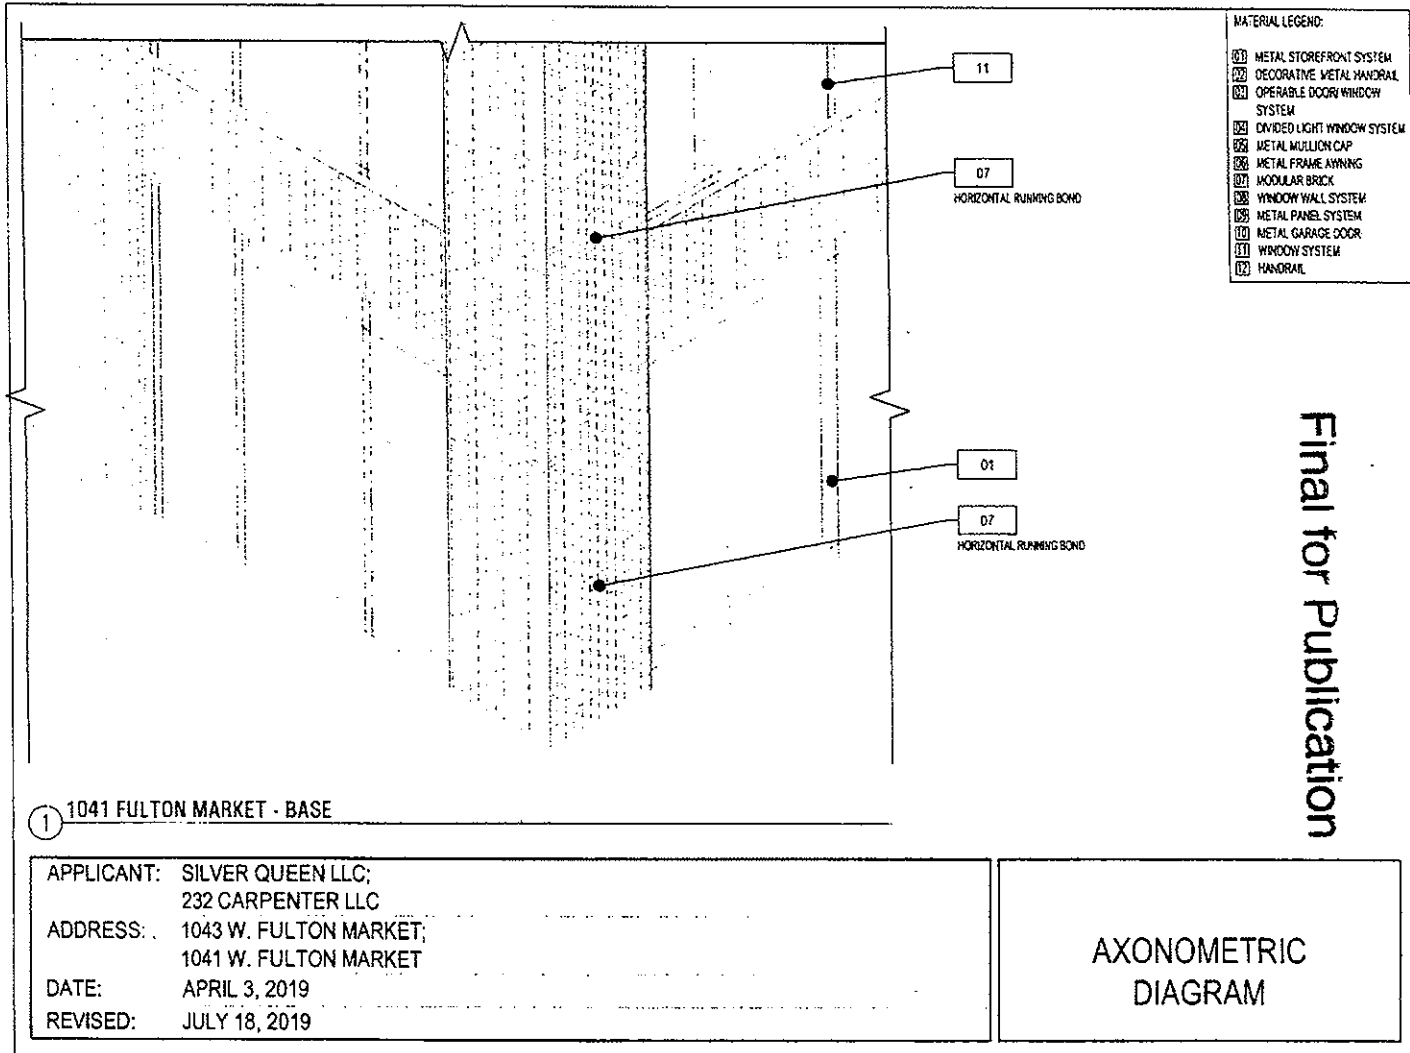 11
07
HORIZONTAL RUNNING BOND
01
07
HORIZONTAL RUNNING BOND
MATERIAL LEGEND:
01 METAL STOREFRONT SYSTEM
02 DECORATIVE METAL HANDRAIL
03 OPERABLE DOOR/ WINDOW
SYSTEM
04 DIVIDED LIGHT WINDOW SYSTEM
05 METAL MULLION CAP
06 METAL FRAME AWNING
07 MODULAR BRICK
08 WINDOW WALL SYSTEM
09 METAL PANEL SYSTEM
10 METAL GARAGE DOOR
11 WINDOW SYSTEM
12 HANDRAIL
Final for Publication
1 1041 FULTON MARKET - BASE
APPLICANT: SILVER QUEEN LLC;
232 CARPENTER LLC
ADDRESS: 1043 W. FULTON MARKET;
1041 W. FULTON MARKET
DATE: APRIL 3, 2019
REVISED: JULY 18, 2019
AXONOMETRIC
DIAGRAM